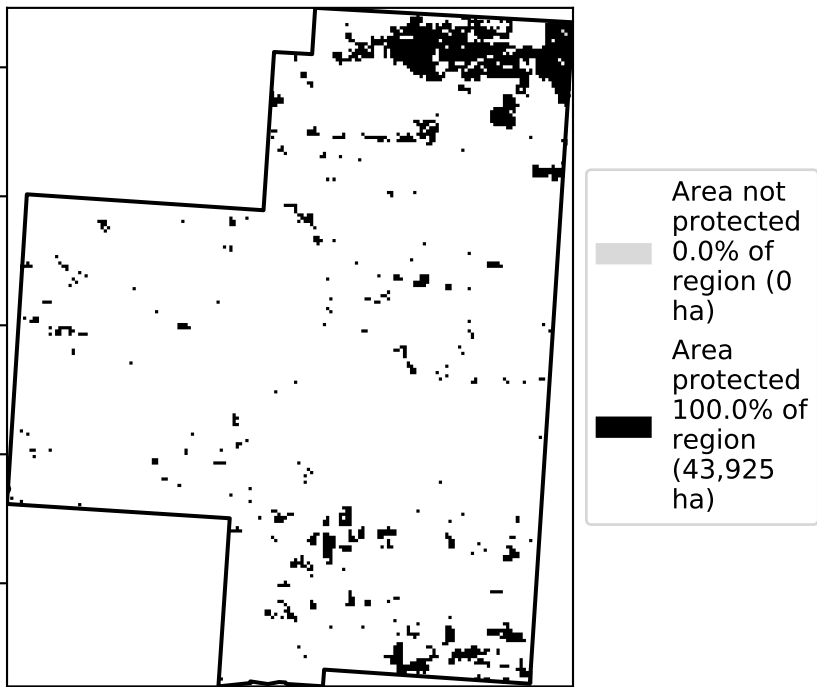 Area not
protected
0.0% of
region (0
ha)
Area
protected
100.0% of
region
(43,925
ha)